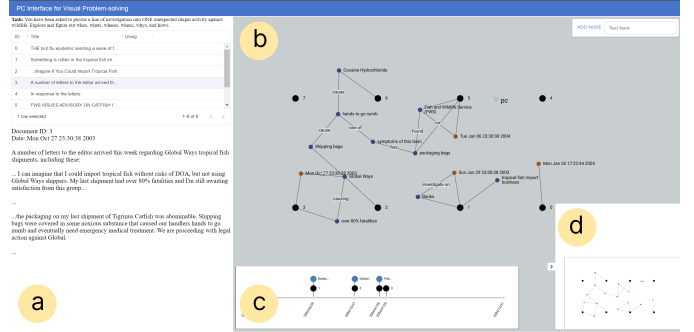 PC Interface for Visual Problem-solving
Task: You have been asked to pursue a line of investigation into ONE unexpected illegal activity against
wildlife. Explore and figure out whos, whats, whens, wheres, whys, and hows.
ID Title Using
0 THE bird flu epidemic sending a wave of f...
1 Something is rotten in the tropical fish im...
2 ...Imagine If You Could Import Tropical Fish
3 A number of letters to the editor arrived th...
4 In response to the letters
5 FWS ISSUES ADVISORY ON CATFISH I...
1 row selected 1–6 of 8
Document ID: 3
Date: Mon Oct 27 23:30:38 2003
A number of letters to the editor arrived this week regarding Global Ways tropical fish
shipments, including these:
... I can imagine that I could import tropical fish without risks of DOA, but not using
Global Ways shippers. My last shipment had over 80% fatalities and I'm still awaiting
satisfaction from this group...
...
...the packaging on my last shipment of Tigrinus Catfish was abominable. Shipping
bags were covered in some noxious substance that caused our handlers hands to go
numb and eventually need emergency medical treatment. We are proceeding with legal
action against Global.
...
a
b
ADD NODE Text here
Cocaine Hydrochloride
7
6
5
pc
4
cause
hands to go numb
Fish and Wildlife Service
(FWS)
on
cause
one of
found
Tue Jan 06 23:30:38 2004
Shipping bags
symptoms of this toxin
packaging bags
Mon Oct 27 23:30:38 2003
Global Ways
Sun Jun 29 23:30:38 2003
Mon Jan 26 17:22:44 2004
investigate on
tropical fish import
business
causing
3
2
1
0
over 80% fatalities
c
Global...
Fish...
d